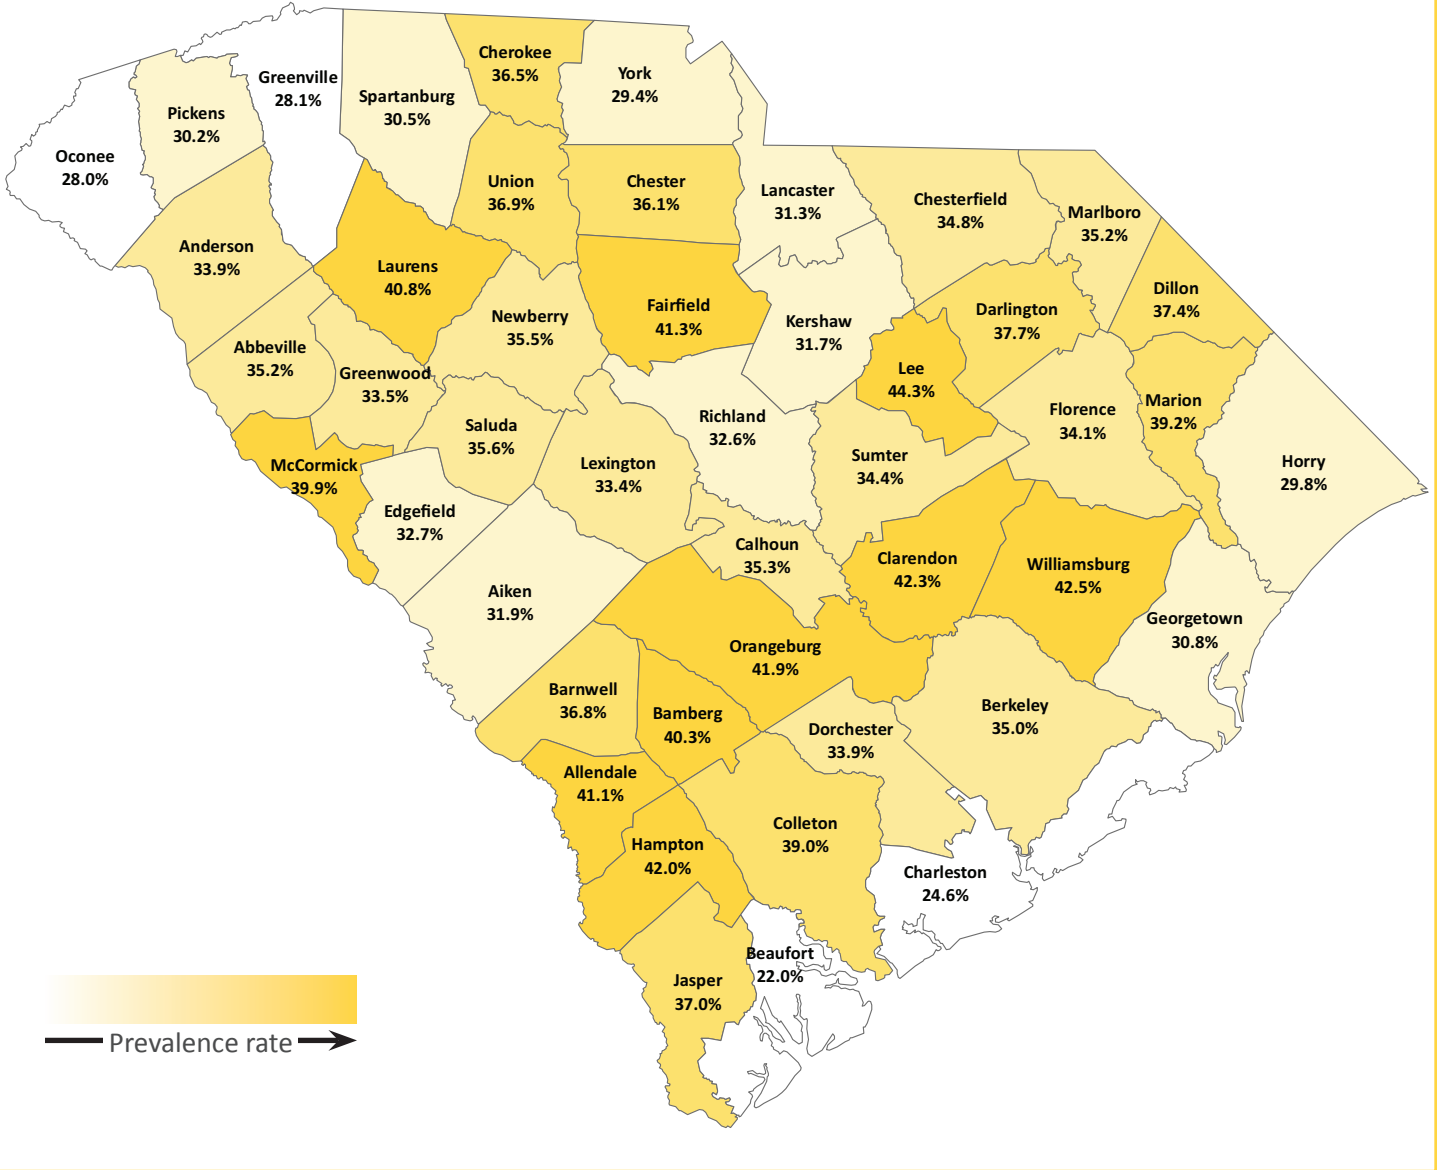 Cherokee
36.5%
York
29.4%
Greenville
28.1%
Spartanburg
30.5%
Pickens
30.2%
Oconee
28.0%
Union
36.9%
Chester
36.1%
Lancaster
31.3%
Chesterfield
34.8%
Marlboro
35.2%
Anderson
33.9%
Laurens
40.8%
Dillon
37.4%
Fairfield
41.3%
Newberry
35.5%
Kershaw
31.7%
Darlington
37.7%
Abbeville
35.2%
Greenwood
33.5%
Lee
44.3%
Marion
39.2%
Florence
34.1%
Richland
32.6%
Saluda
35.6%
Sumter
34.4%
Lexington
33.4%
McCormick
39.9%
Horry
29.8%
Edgefield
32.7%
Calhoun
35.3%
Clarendon
42.3%
Williamsburg
42.5%
Aiken
31.9%
Georgetown
30.8%
Orangeburg
41.9%
Barnwell
36.8%
Bamberg
40.3%
Berkeley
35.0%
Dorchester
33.9%
Allendale
41.1%
Colleton
39.0%
Hampton
42.0%
Charleston
24.6%
Beaufort
22.0%
Jasper
37.0%
Prevalence rate